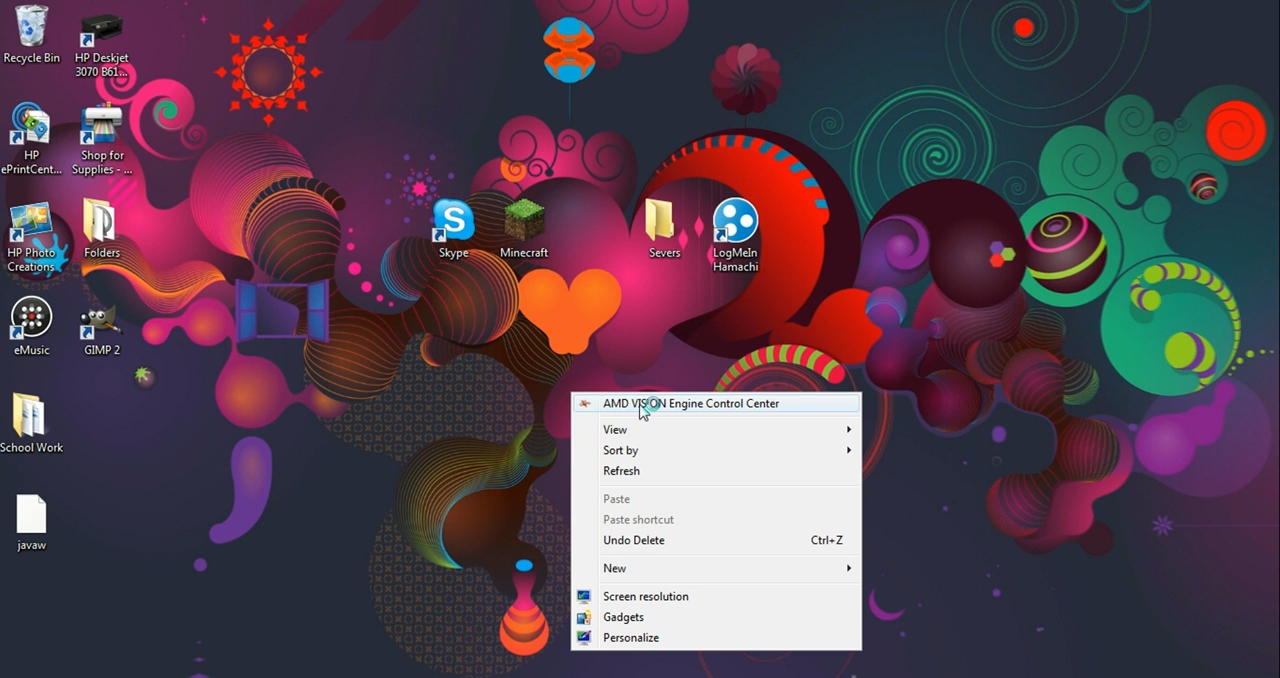 Recycle Bin
HP Deskjet
3070 B61...
HP
ePrintCent...
Shop for
Supplies - ...
HP Photo
Creations
Folders
Skype
Minecraft
Severs
LogMeIn
Hamachi
eMusic
GIMP 2
School Work
javaw
AMD VISION Engine Control Center
View
Sort by
Refresh
Paste
Paste shortcut
Undo Delete Ctrl+Z
New
Screen resolution
Gadgets
Personalize